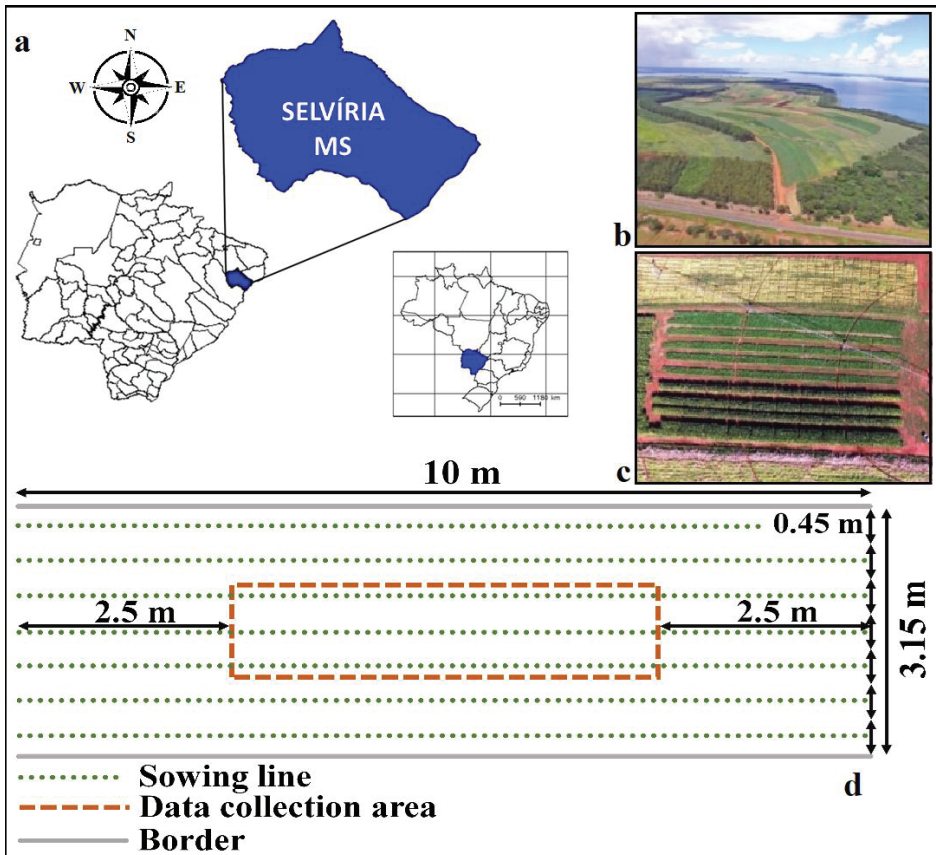 a
N
W
E
S
SELVÍRIA
MS
b
0 590 1180 km
c
10 m
0.45 m
2.5 m
2.5 m
3.15 m
Sowing line
d
Data collection area
Border